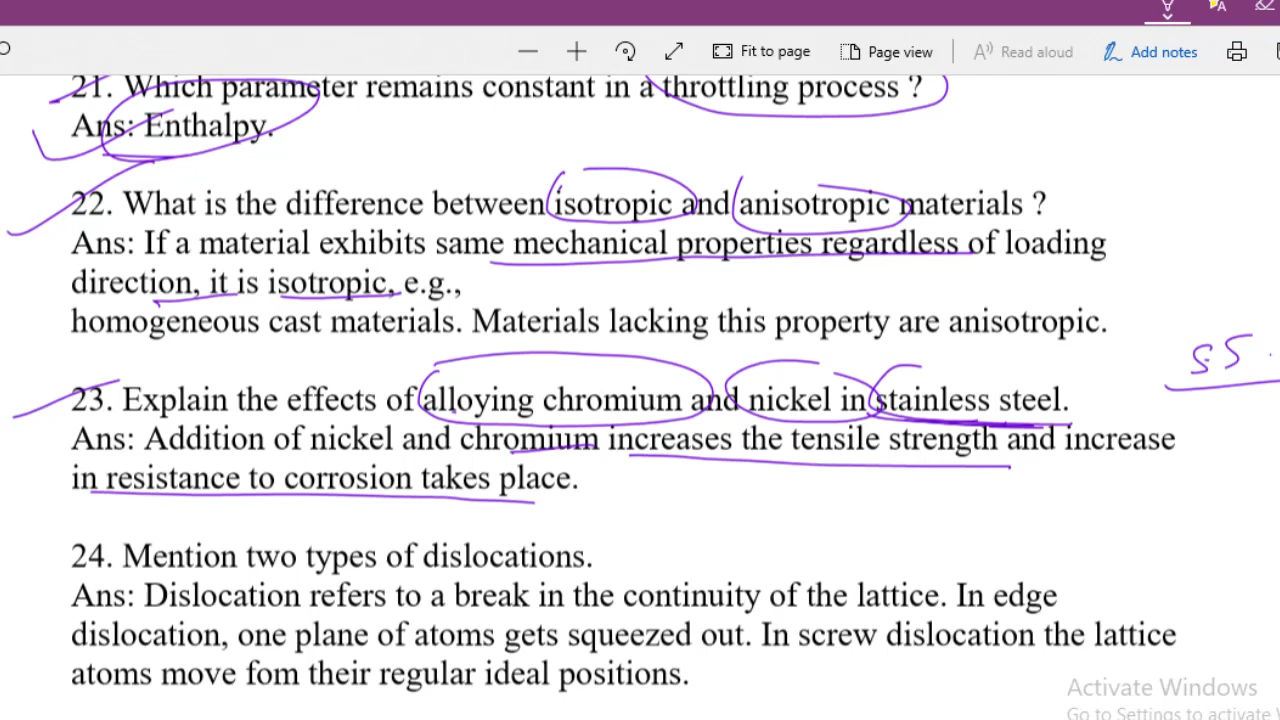 Fit to page
Page view
Read aloud
Add notes
21. Which parameter remains constant in a throttling process ?
Ans: Enthalpy.
22. What is the difference between isotropic and anisotropic materials ?
Ans: If a material exhibits same mechanical properties regardless of loading
direction, it is isotropic, e.g.,
homogeneous cast materials. Materials lacking this property are anisotropic.
S.S.
23. Explain the effects of alloying chromium and nickel in stainless steel.
Ans: Addition of nickel and chromium increases the tensile strength and increase
in resistance to corrosion takes place.
24. Mention two types of dislocations.
Ans: Dislocation refers to a break in the continuity of the lattice. In edge
dislocation, one plane of atoms gets squeezed out. In screw dislocation the lattice
atoms move fom their regular ideal positions.
Activate Windows
Go to Settings to activate